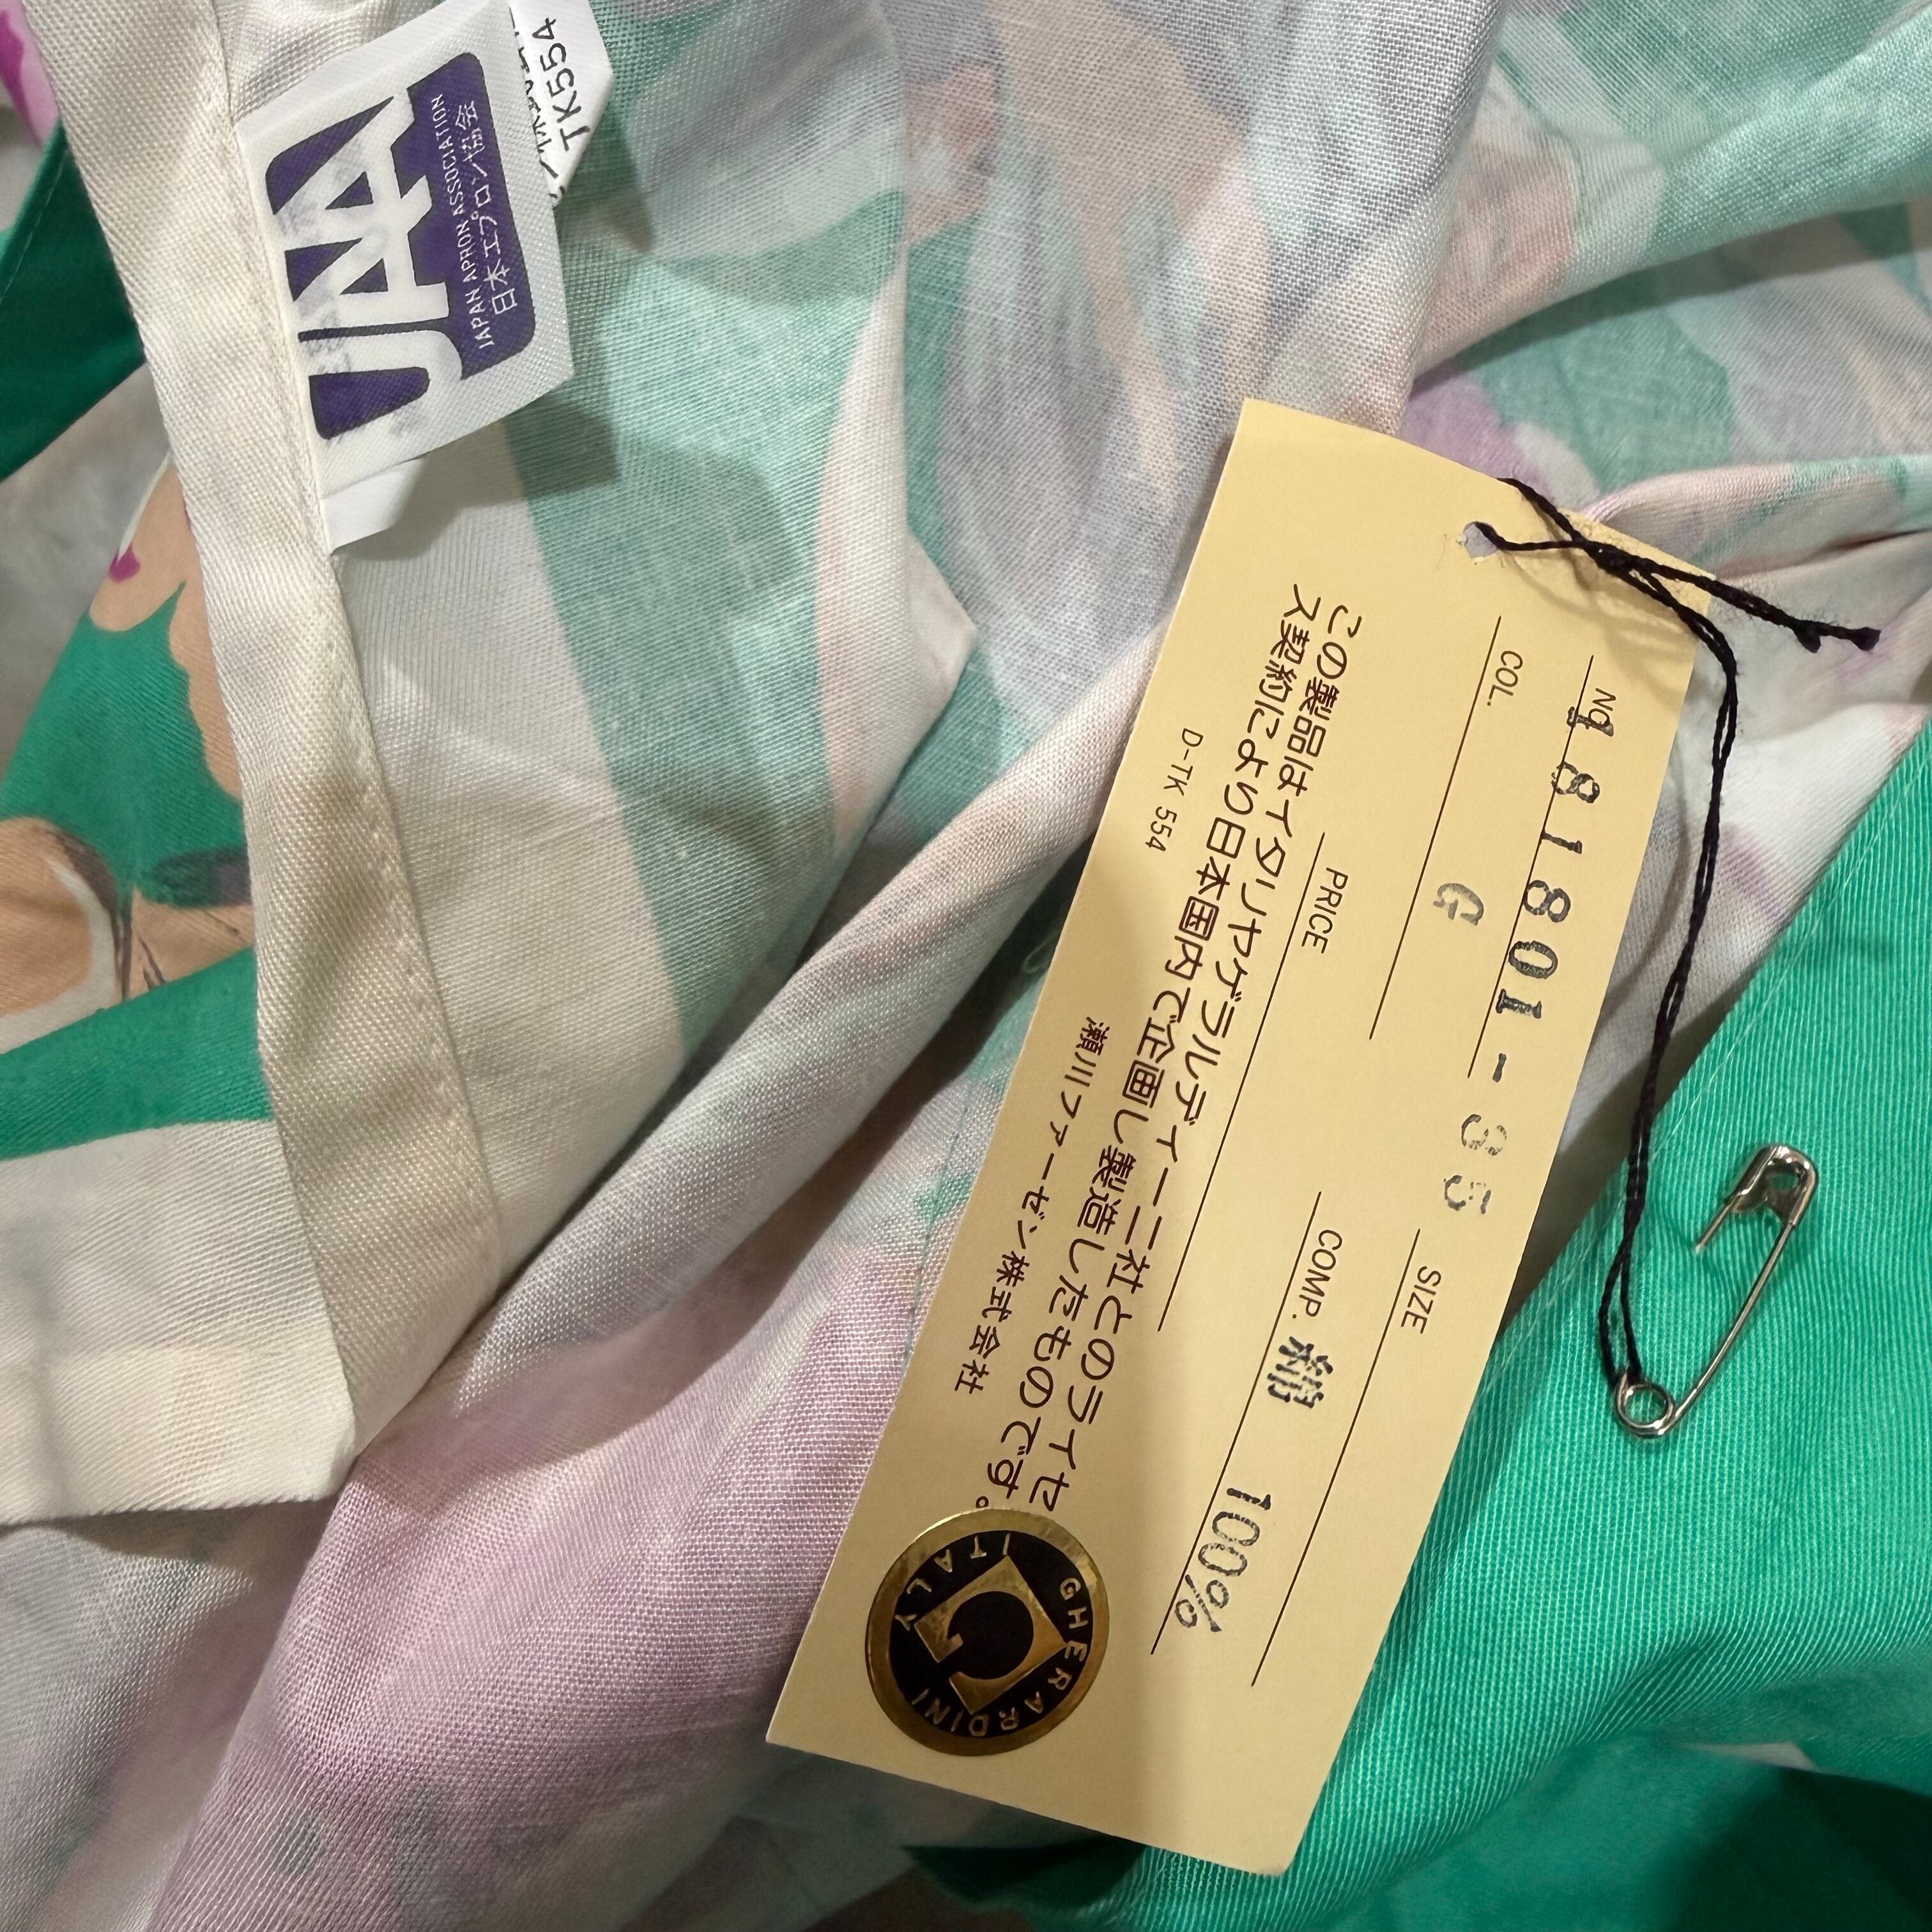 JAA
JAPAN APRON ASSOCIATION
日本エプロン協会
TK554
NO. 181801-35
COL. G
SIZE
PRICE
COMP. 綿 100%
この製品はイタリヤゲラルディーニ社とのライセ
ンス契約により日本国内で企画し製造したものです。
D-TK 554
瀬川ファーゼン株式会社
GHERARDINI
ITALY